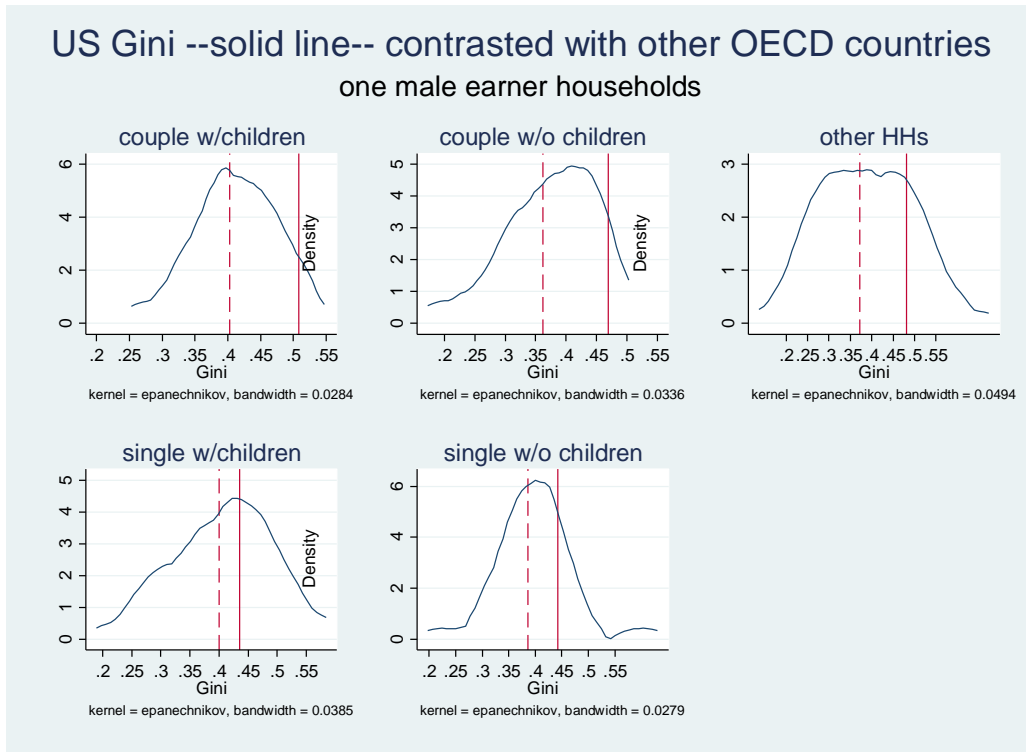 US Gini --solid line-- contrasted with other OECD countries
one male earner households
couple w/children
0 2 4 6
Density
.2 .25 .3 .35 .4 .45 .5 .55
Gini
kernel = epanechnikov, bandwidth = 0.0284
couple w/o children
0 1 2 3 4 5
Density
.2 .25 .3 .35 .4 .45 .5 .55
Gini
kernel = epanechnikov, bandwidth = 0.0336
other HHs
0 1 2 3
.2 .25 .3 .35 .4 .45 .5 .55
Gini
kernel = epanechnikov, bandwidth = 0.0494
single w/children
0 1 2 3 4 5
Density
.2 .25 .3 .35 .4 .45 .5 .55
Gini
kernel = epanechnikov, bandwidth = 0.0385
single w/o children
0 2 4 6
.2 .25 .3 .35 .4 .45 .5 .55
Gini
kernel = epanechnikov, bandwidth = 0.0279